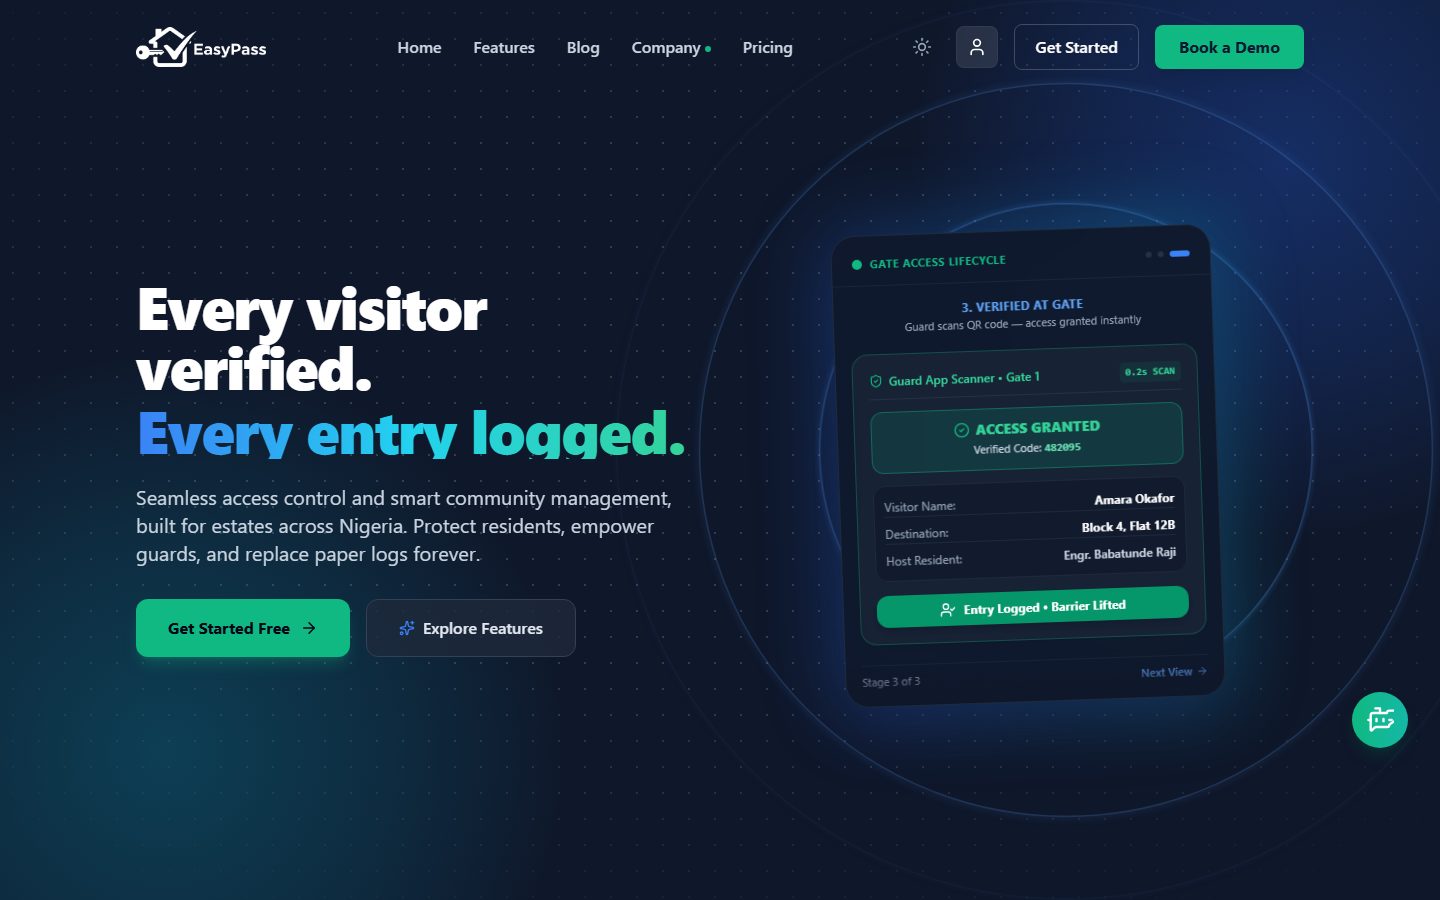 EasyPass
Home
Features
Blog
Company
Pricing
Get Started
Book a Demo
Every visitor
verified.
Every entry logged.
Seamless access control and smart community management,
built for estates across Nigeria. Protect residents, empower
guards, and replace paper logs forever.
Get Started Free
Explore Features
GATE ACCESS LIFECYCLE
3. VERIFIED AT GATE
Guard scans QR code — access granted instantly
Guard App Scanner • Gate 1
0.2s SCAN
ACCESS GRANTED
Verified Code: 482095
Visitor Name: Amara Okafor
Destination: Block 4, Flat 12B
Host Resident: Engr. Babatunde Raji
Entry Logged • Barrier Lifted
Stage 3 of 3
Next View →